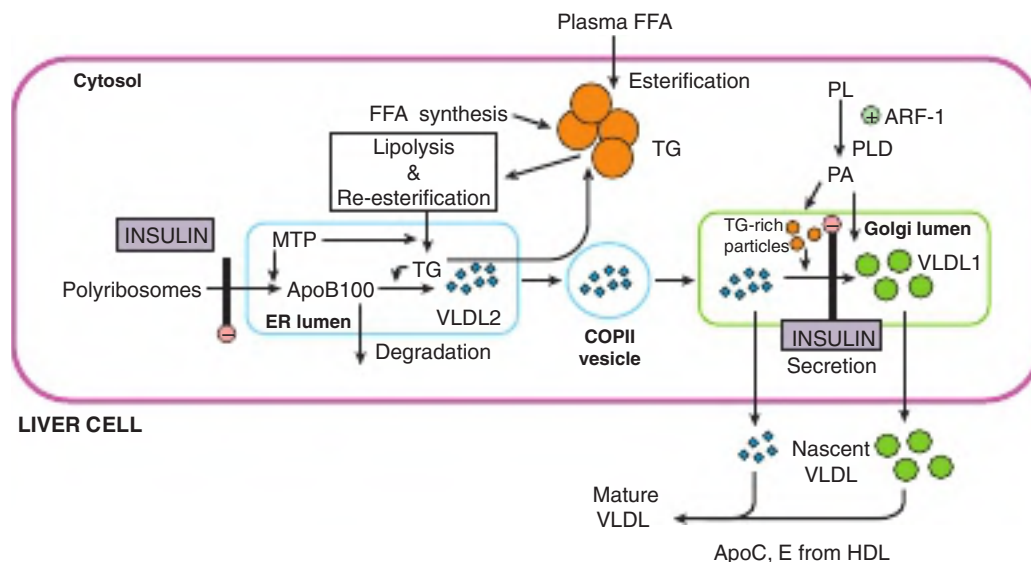 Plasma FFA
Cytosol
Esterification
FFA synthesis
TG
Lipolysis
&
Re-esterification
PL
+ ARF-1
PLD
PA
INSULIN
MTP
TG
Polyribosomes
ApoB100
−
ER lumen
VLDL2
Degradation
COPII
vesicle
TG-rich
particles
−
Golgi lumen
VLDL1
INSULIN
Secretion
LIVER CELL
Nascent
VLDL
Mature
VLDL
ApoC, E from HDL